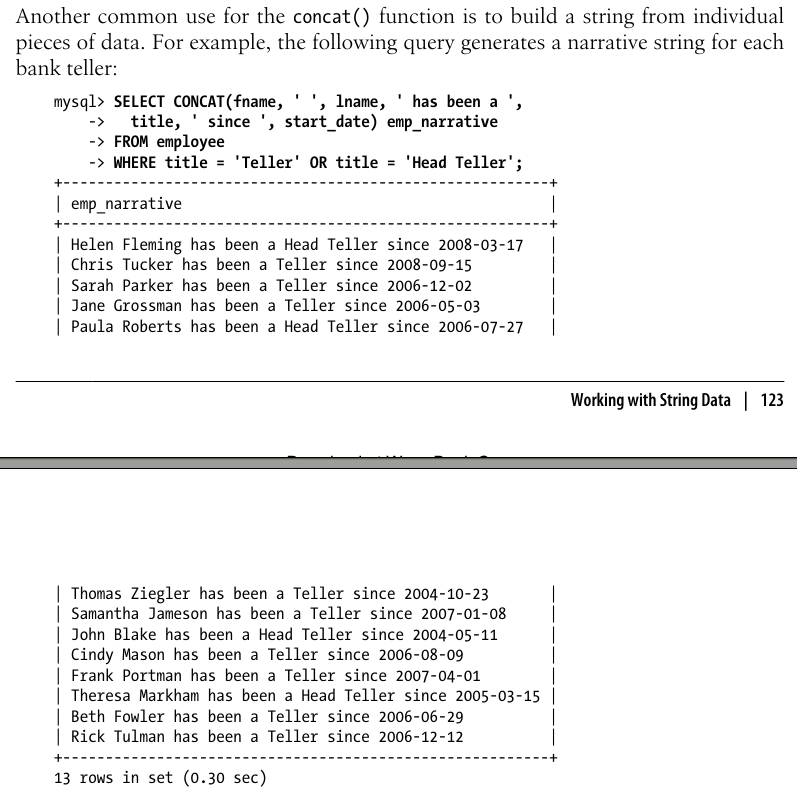 Another common use for the concat() function is to build a string from individual
pieces of data. For example, the following query generates a narrative string for each
bank teller:
mysql> SELECT CONCAT(fname, ' ', lname, ' has been a ',
    ->   title, ' since ', start_date) emp_narrative
    -> FROM employee
    -> WHERE title = 'Teller' OR title = 'Head Teller';
+----------------------------------------------------------+
| emp_narrative                                            |
+----------------------------------------------------------+
| Helen Fleming has been a Head Teller since 2008-03-17    |
| Chris Tucker has been a Teller since 2008-09-15          |
| Sarah Parker has been a Teller since 2006-12-02          |
| Jane Grossman has been a Teller since 2006-05-03         |
| Paula Roberts has been a Head Teller since 2006-07-27    |
Working with String Data | 123
| Thomas Ziegler has been a Teller since 2004-10-23        |
| Samantha Jameson has been a Teller since 2007-01-08      |
| John Blake has been a Head Teller since 2004-05-11       |
| Cindy Mason has been a Teller since 2006-08-09           |
| Frank Portman has been a Teller since 2007-04-01         |
| Theresa Markham has been a Head Teller since 2005-03-15  |
| Beth Fowler has been a Teller since 2006-06-29           |
| Rick Tulman has been a Teller since 2006-12-12           |
+----------------------------------------------------------+
13 rows in set (0.30 sec)